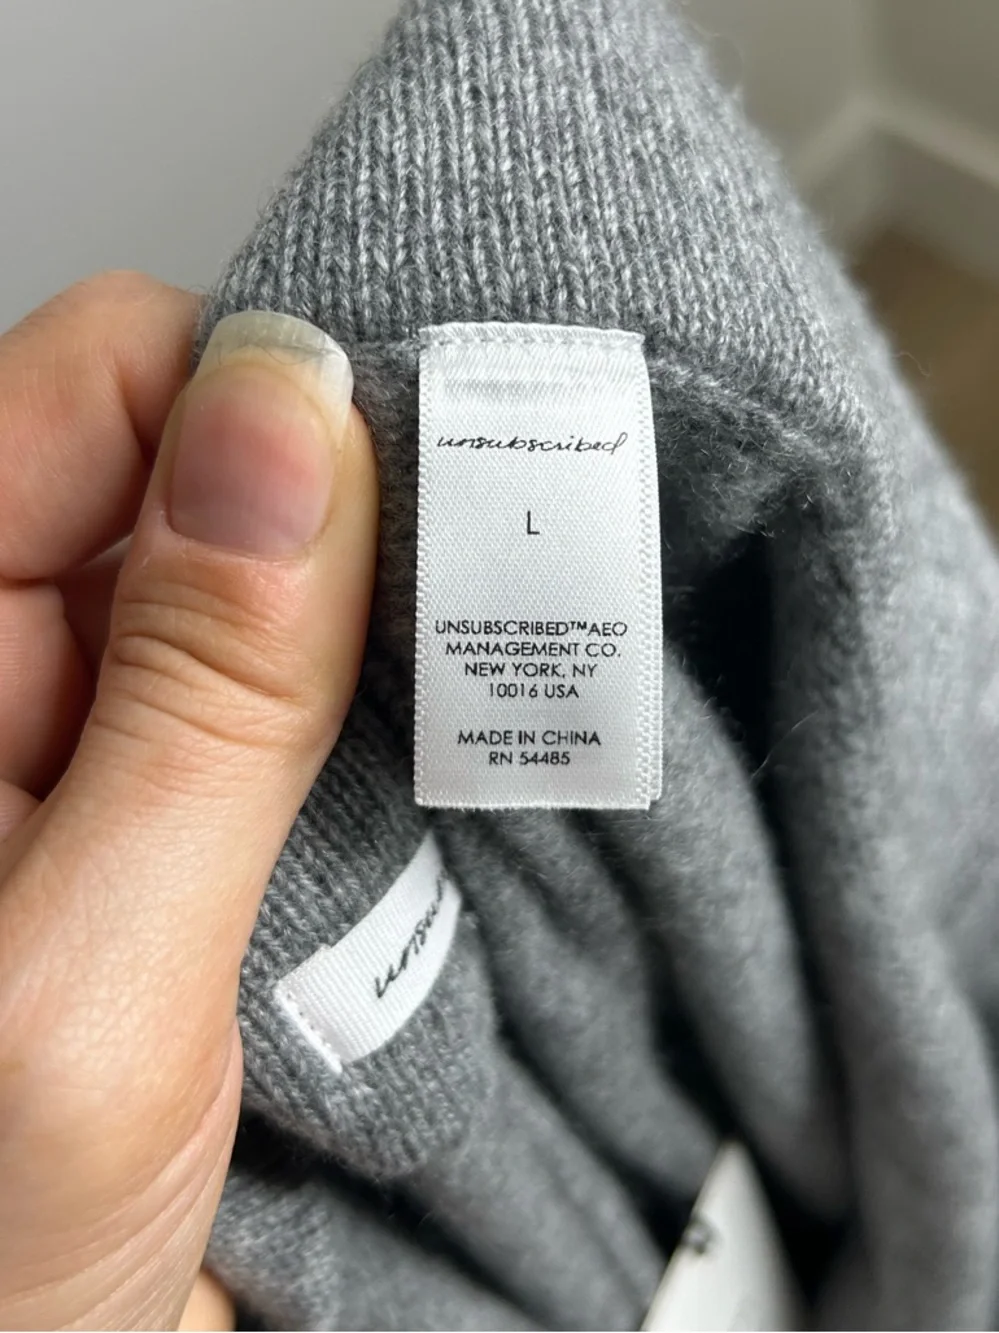 unsubscribed
L
UNSUBSCRIBED™AEO
MANAGEMENT CO.
NEW YORK, NY
10016 USA
MADE IN CHINA
RN 54485